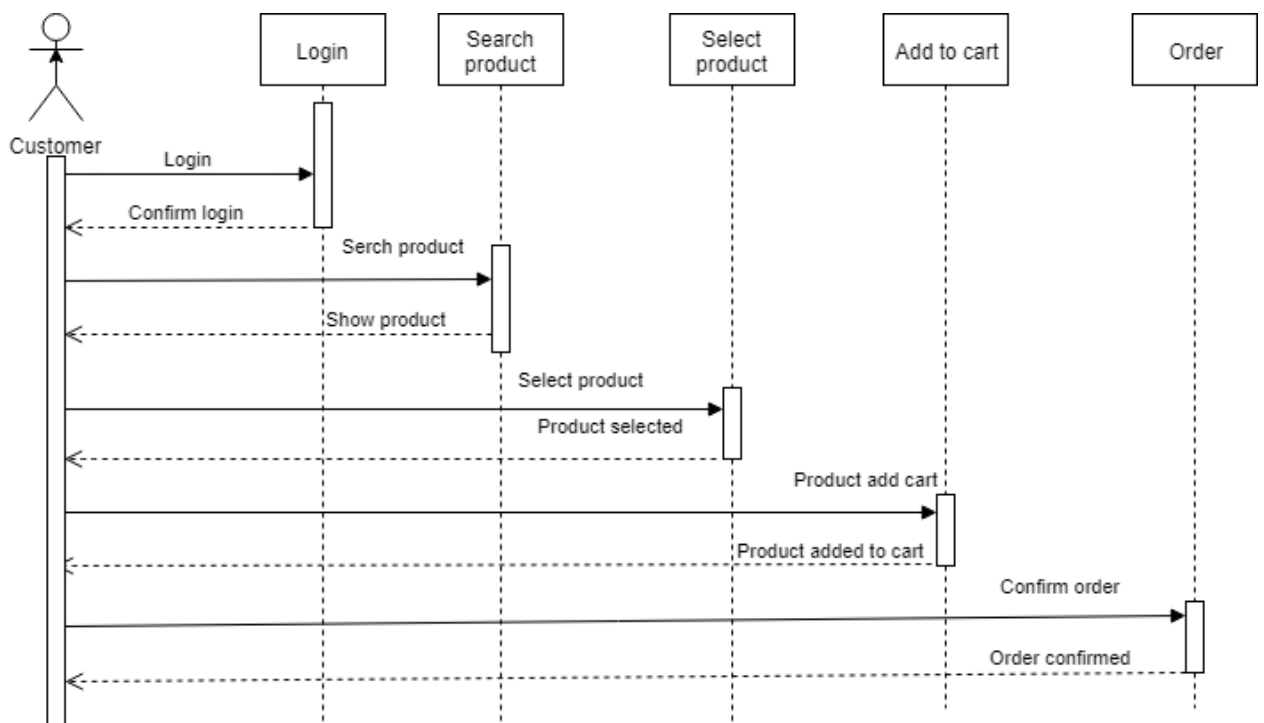 Login
Search
product
Select
product
Add to cart
Order
Customer
Login
Confirm login
Serch product
Show product
Select product
Product selected
Product add cart
Product added to cart
Confirm order
Order confirmed